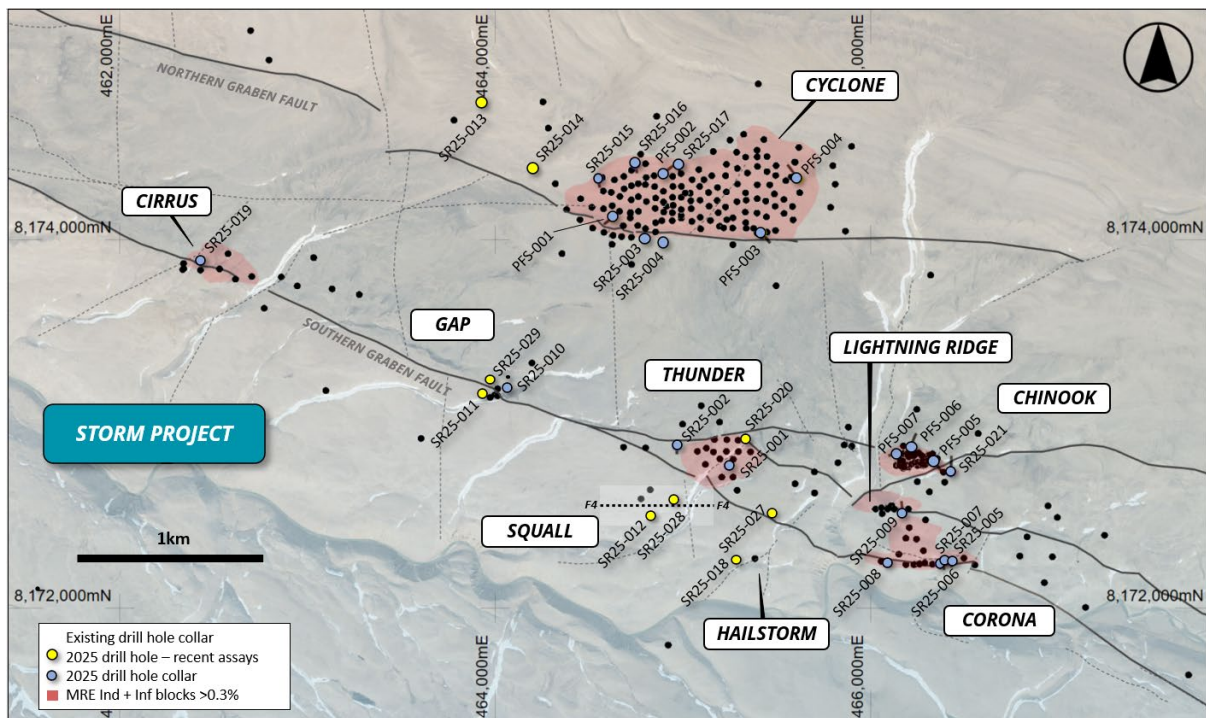 462,000mE
464,000mE
,000mE
NORTHERN GRABEN FAULT
CYCLONE
SR25-013
SR25-014
SR25-015
SR25-016
PFS-002
SR25-017
PFS-004
CIRRUS
SR25-019
8,174,000mN
8,174,000mN
PFS-001
SR25-003
SR25-004
PFS-003
GAP
SOUTHERN GRABEN FAULT
SR25-029
SR25-010
SR25-011
LIGHTNING RIDGE
THUNDER
SR25-002
SR25-020
SR25-001
CHINOOK
PFS-007
PFS-006
PFS-005
SR25-021
STORM PROJECT
F4
F4
SQUALL
SR25-012
SR25-028
SR25-027
SR25-018
SR25-009
SR25-007
SR25-005
SR25-008
SR25-006
1km
8,172,000mN
8,172,000mN
HAILSTORM
CORONA
Existing drill hole collar
2025 drill hole – recent assays
2025 drill hole collar
MRE Ind + Inf blocks >0.3%
464,000mE
466,000mE